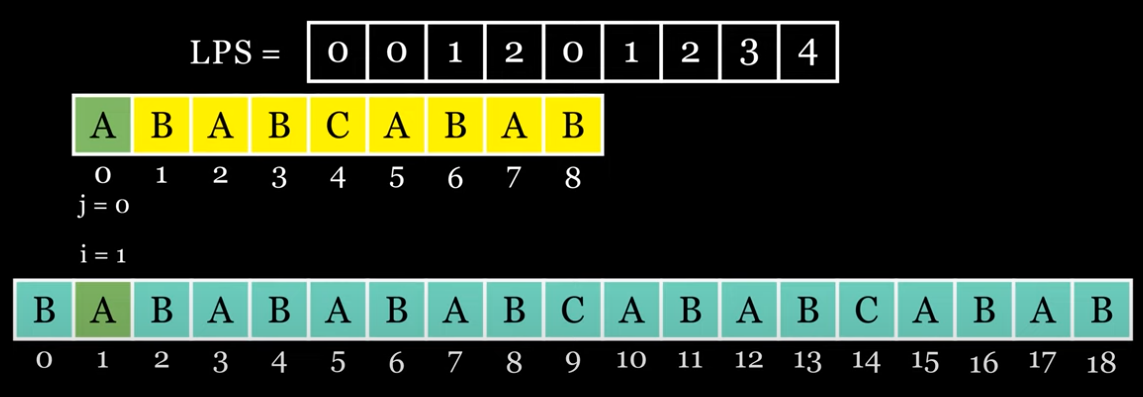 LPS = 0 0 1 2 0 1 2 3 4
A B A B C A B A B
0 1 2 3 4 5 6 7 8
j = 0
i = 1
B A B A B A B A B C A B A B C A B A B
0 1 2 3 4 5 6 7 8 9 10 11 12 13 14 15 16 17 18